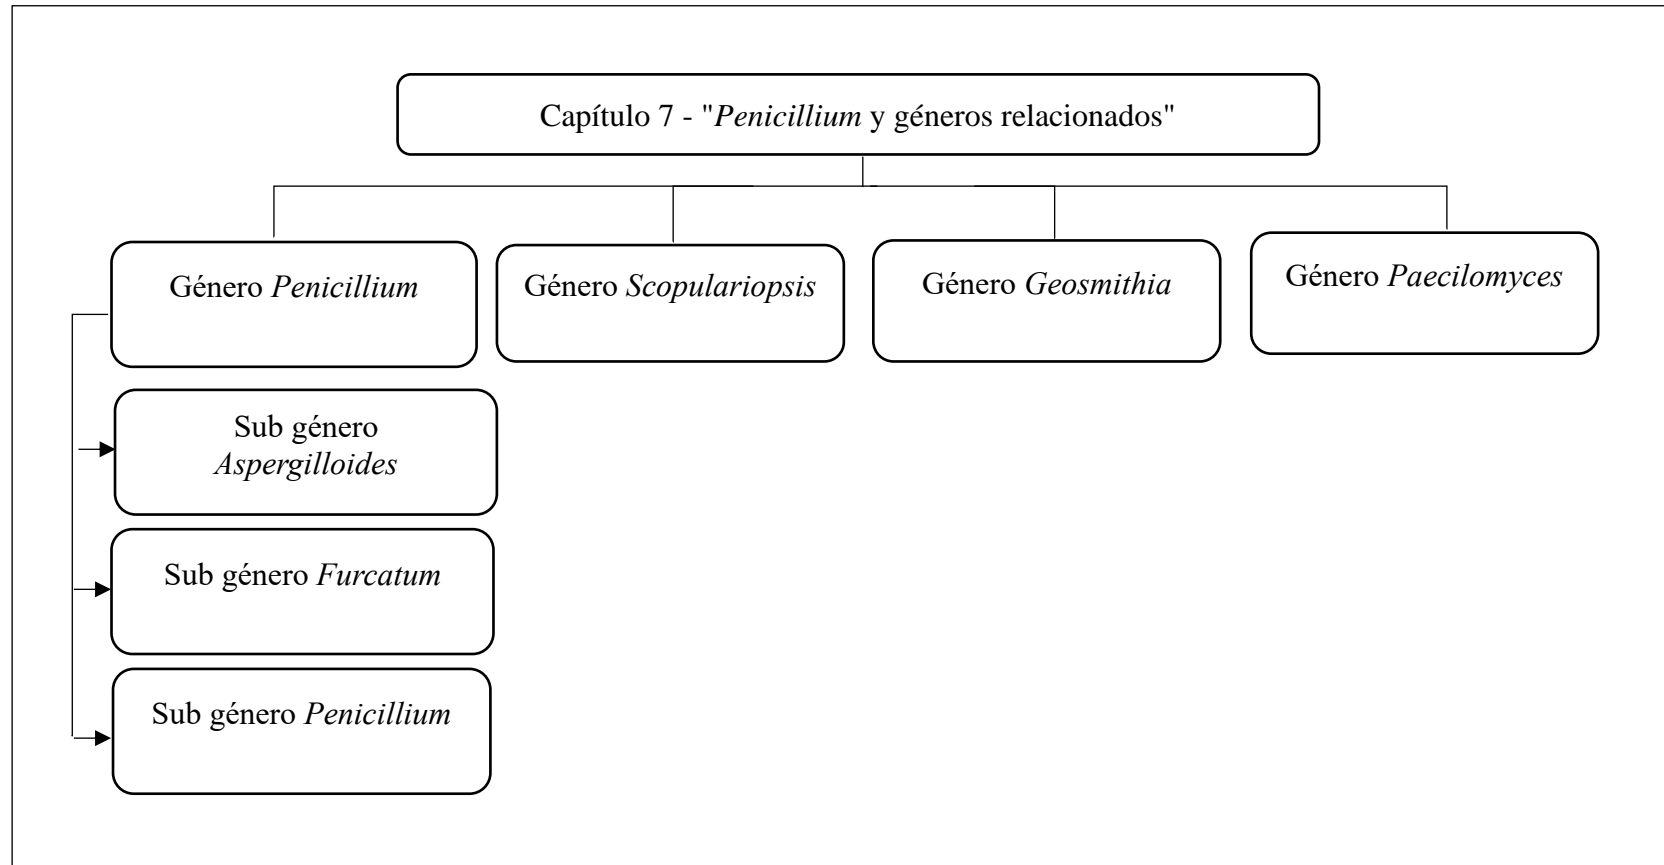 Capítulo 7 - "Penicillium y géneros relacionados"
Género Penicillium
Género Scopulariopsis
Género Geosmithia
Género Paecilomyces
Sub género
Aspergilloides
Sub género Furcatum
Sub género Penicillium